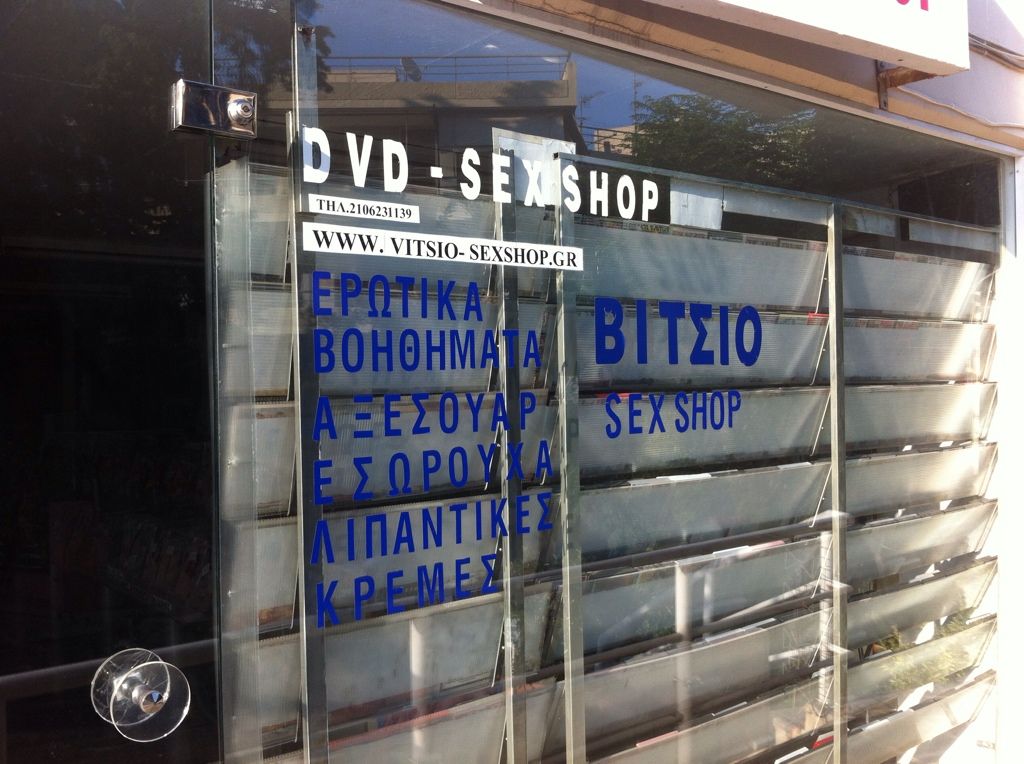 DVD - SEX SHOP
ΤΗΛ.2106231139
WWW. VITSIO- SEXSHOP.GR
ΕΡΩΤΙΚΑ
ΒΟΗΘΗΜΑΤΑ
ΑΞΕΣΟΥΑΡ
ΕΣΩΡΟΥΧΑ
ΛΙΠΑΝΤΙΚΕΣ
ΚΡΕΜΕΣ
ΒΙΤΣΙΟ
SEX SHOP